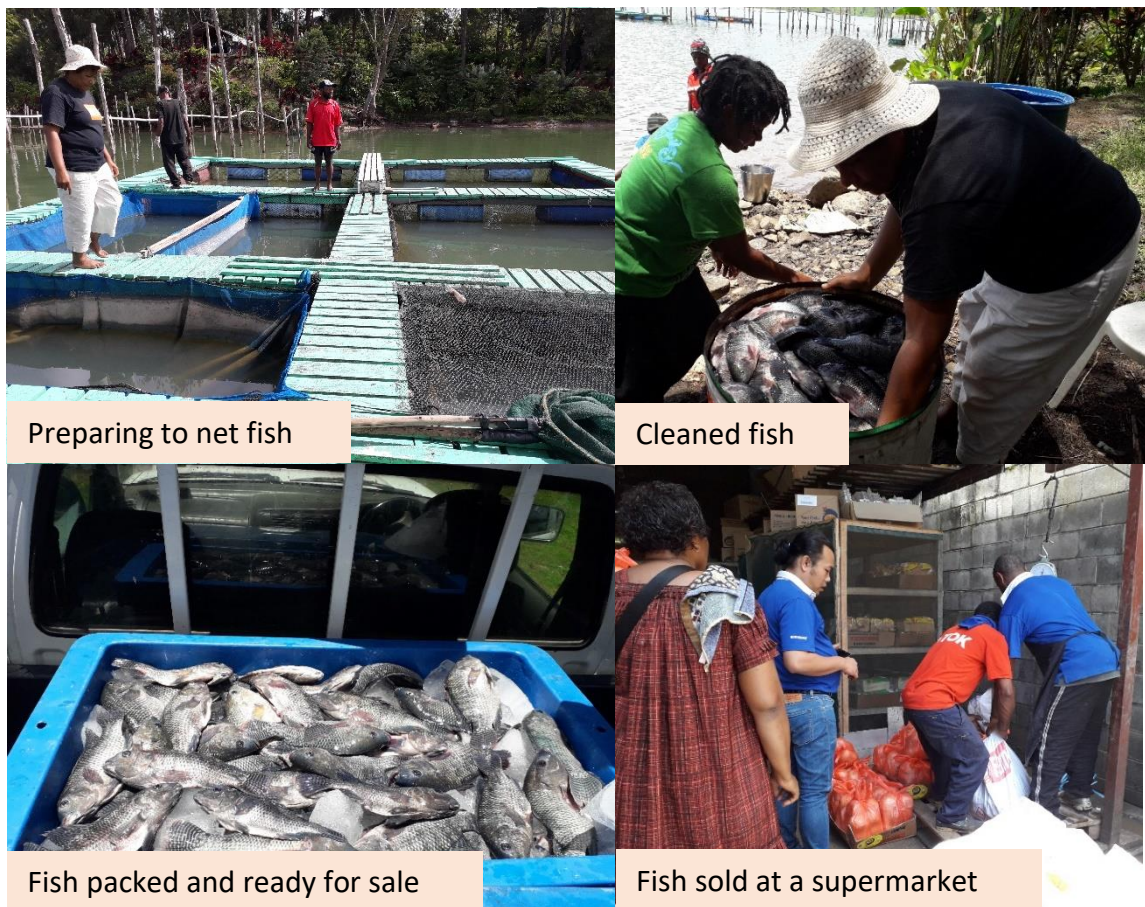 Preparing to net fish
Cleaned fish
TOK
Fish packed and ready for sale
Fish sold at a supermarket